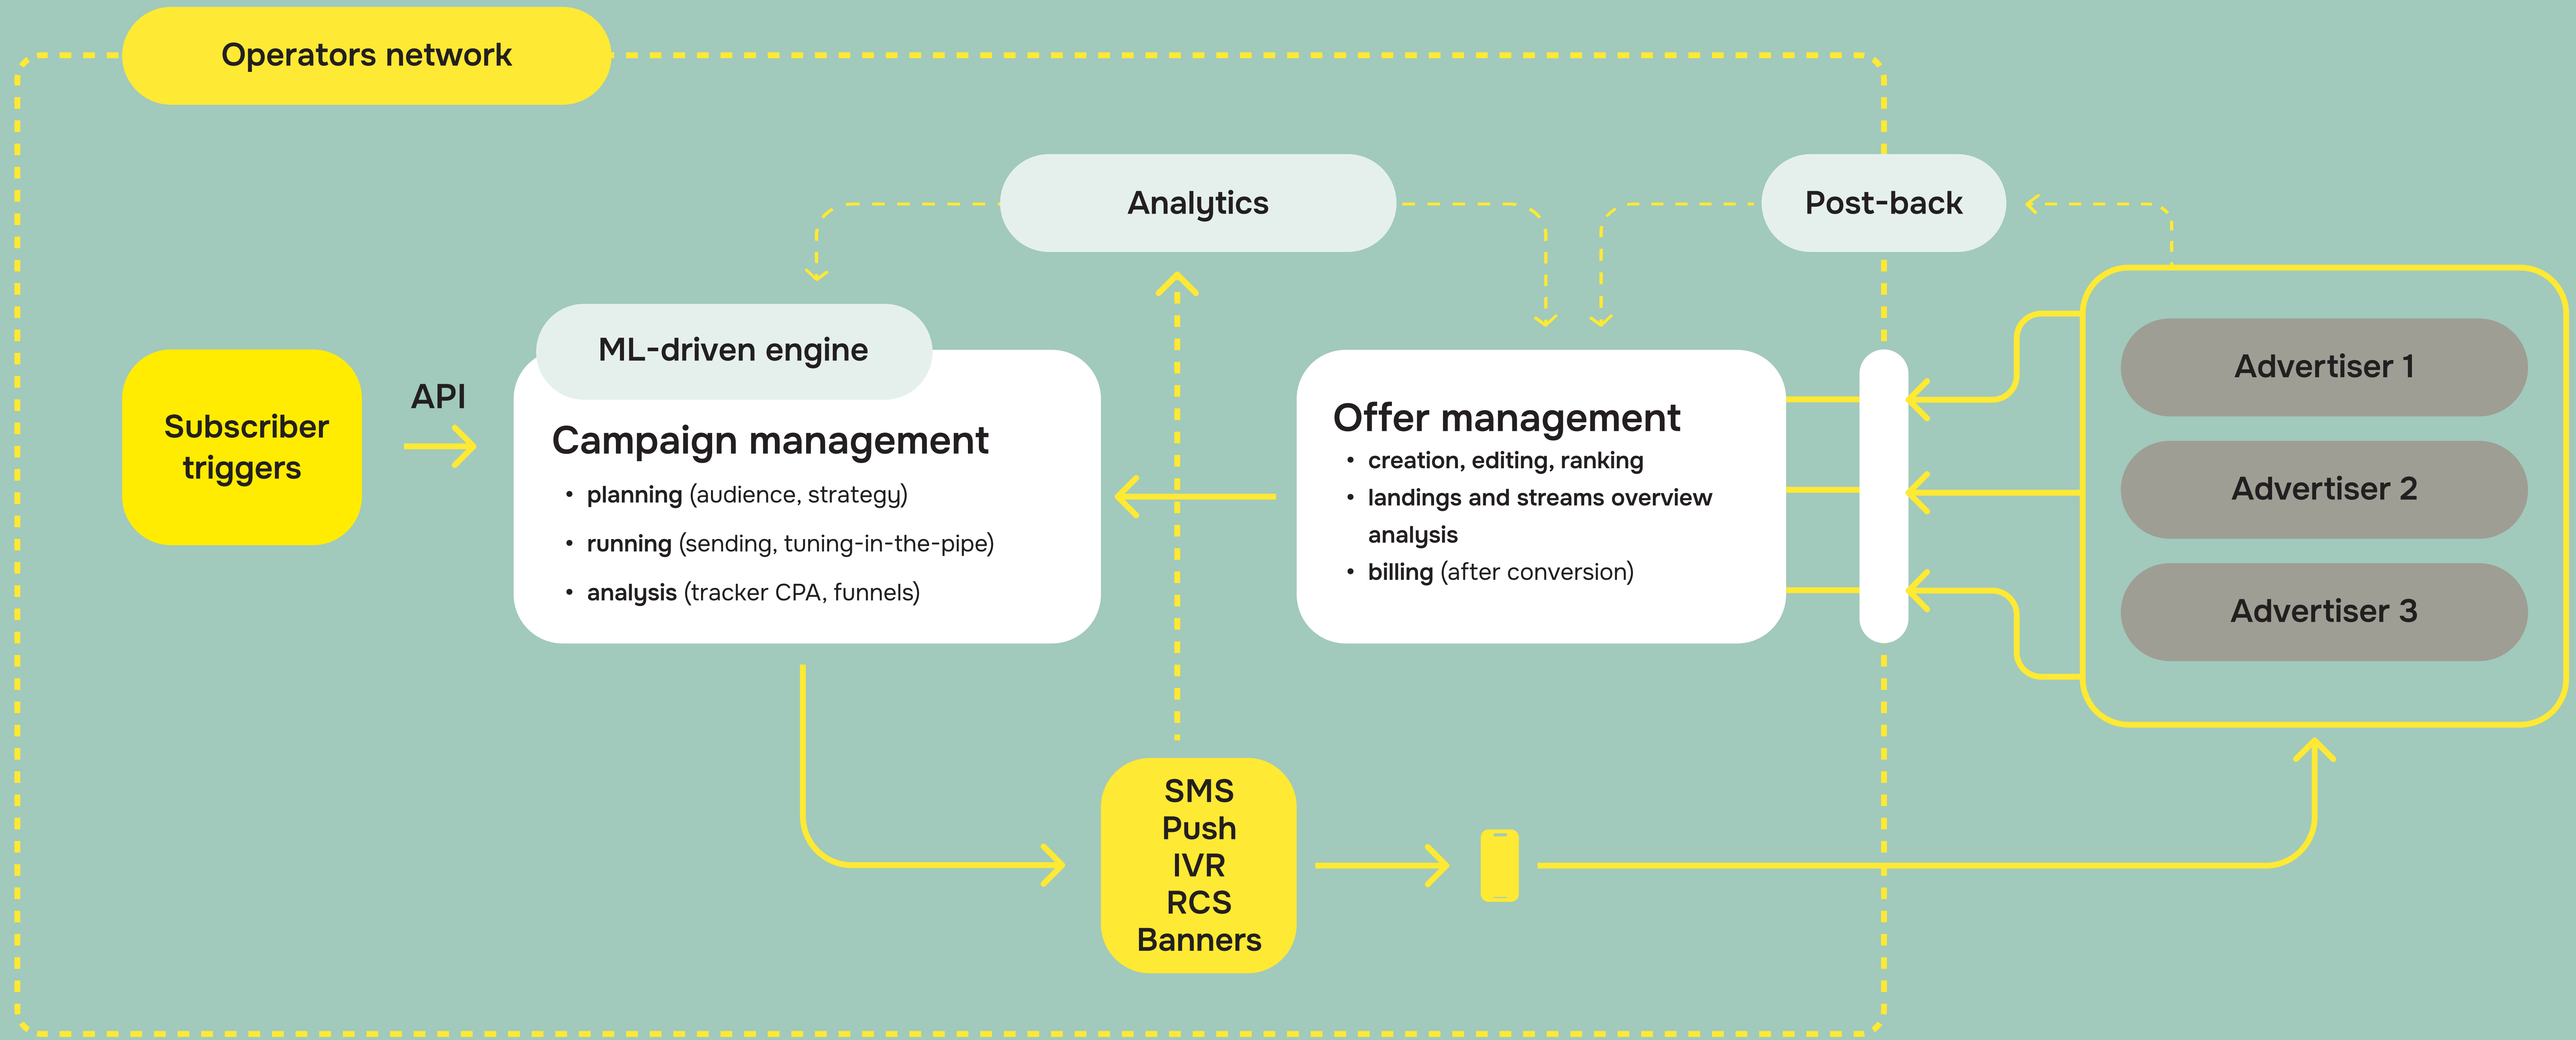 Operators network
Analytics
Post-back
ML-driven engine
Subscriber
triggers
API
Campaign management
• planning (audience, strategy)
• running (sending, tuning-in-the-pipe)
• analysis (tracker CPA, funnels)
Offer management
• creation, editing, ranking
• landings and streams overview
analysis
• billing (after conversion)
Advertiser 1
Advertiser 2
Advertiser 3
SMS
Push
IVR
RCS
Banners